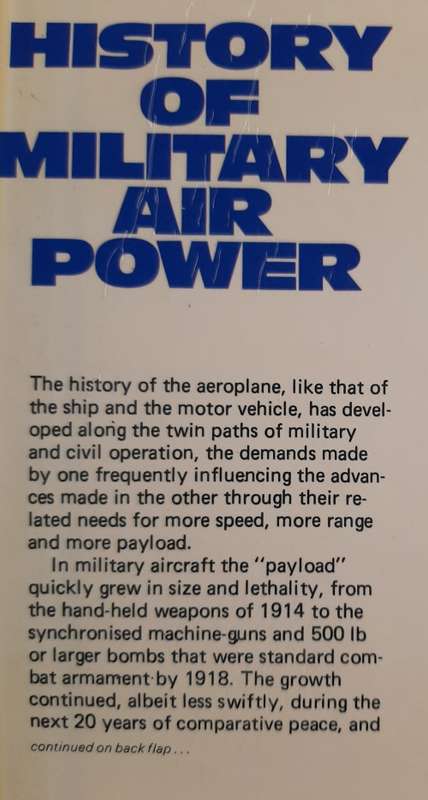 HISTORY
OF
MILITARY
AIR
POWER
The history of the aeroplane, like that of
the ship and the motor vehicle, has devel-
oped along the twin paths of military
and civil operation, the demands made
by one frequently influencing the advan-
ces made in the other through their re-
lated needs for more speed, more range
and more payload.
In military aircraft the "payload"
quickly grew in size and lethality, from
the hand-held weapons of 1914 to the
synchronised machine-guns and 500 lb
or larger bombs that were standard com-
bat armament by 1918. The growth
continued, albeit less swiftly, during the
next 20 years of comparative peace, and
continued on back flap...